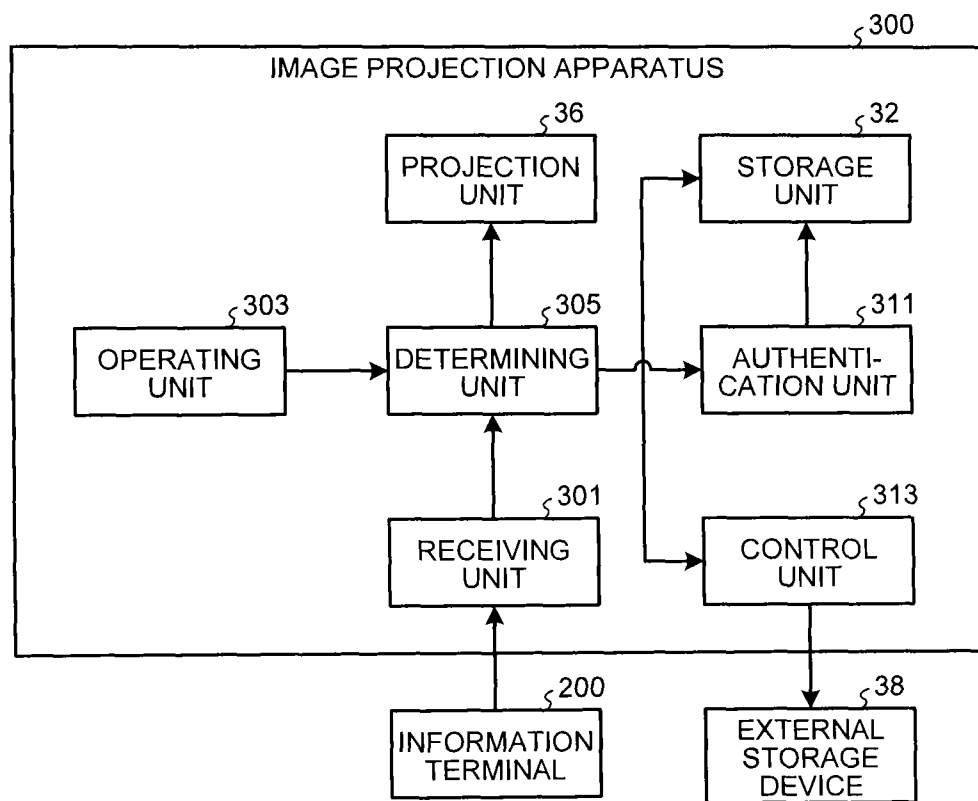 300
IMAGE PROJECTION APPARATUS
36
PROJECTION
UNIT
32
STORAGE
UNIT
303
OPERATING
UNIT
305
DETERMINING
UNIT
311
AUTHENTI-
CATION UNIT
301
RECEIVING
UNIT
313
CONTROL
UNIT
200
INFORMATION
TERMINAL
38
EXTERNAL
STORAGE
DEVICE